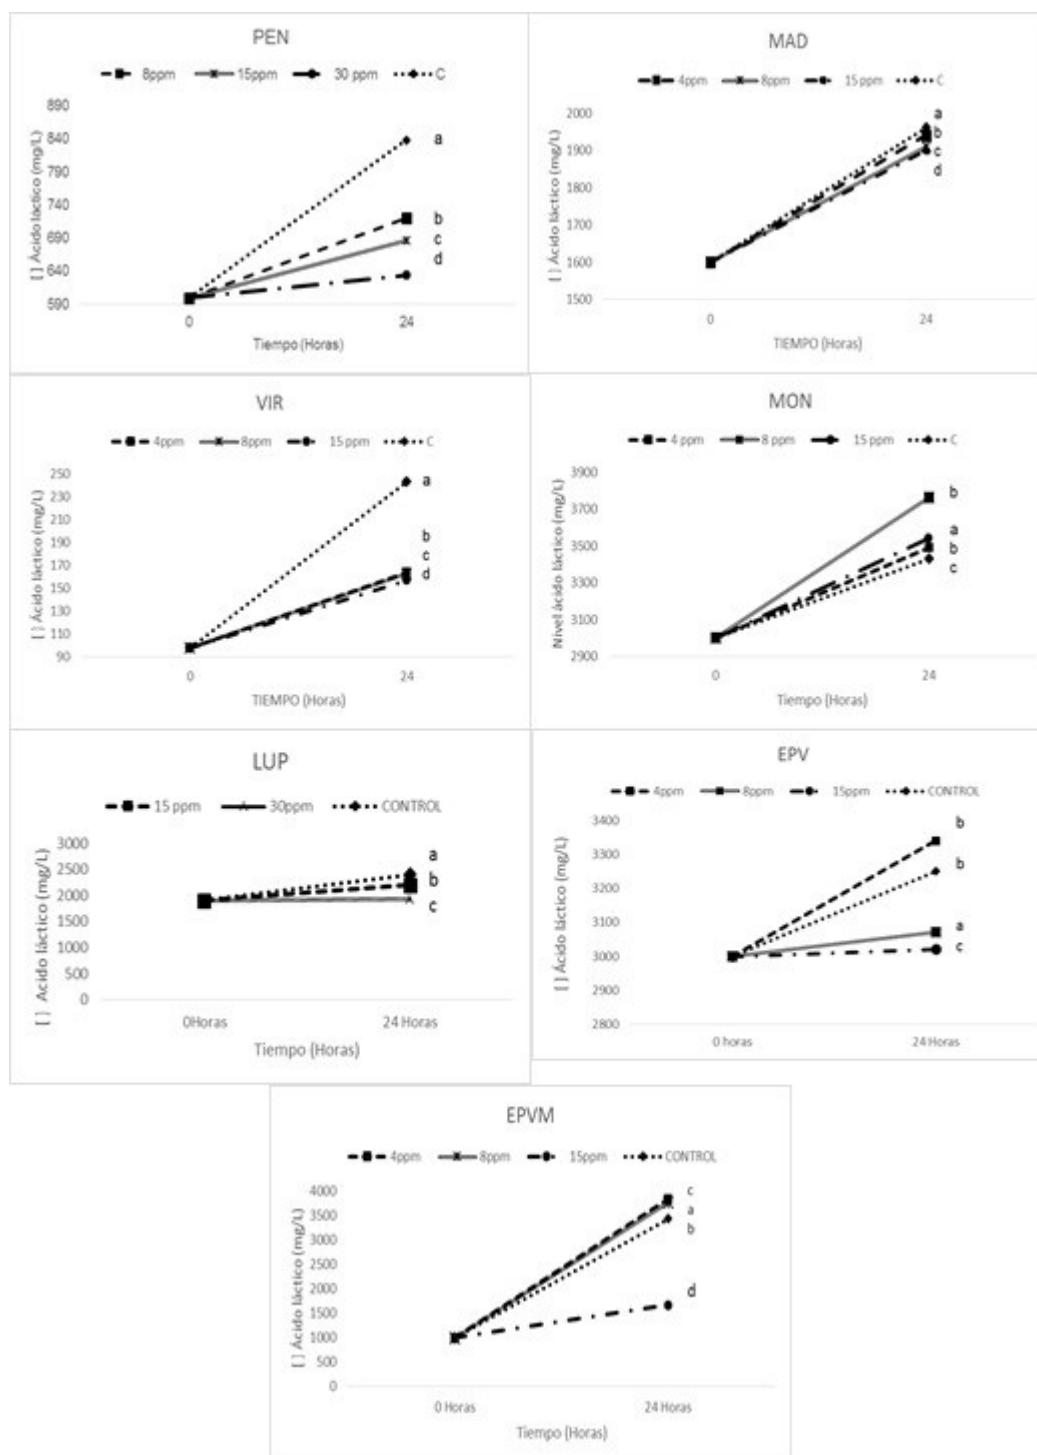 PEN
8ppm 15ppm 30 ppm C
[ ] Ácido láctico (mg/L)
890
840
790
740
690
640
590
a
b
c
d
0 24
Tiempo (Horas)
MAD
4ppm 8ppm 15 ppm C
[ ] Ácido láctico (mg/L)
2000
1900
1800
1700
1600
1500
a
b
c
d
0 24
TIEMPO (Horas)
VIR
4ppm 8ppm 15 ppm C
[ ] Ácido láctico (mg/L)
250
230
210
190
170
150
130
110
90
a
b
c
d
0 24
TIEMPO (Horas)
MON
4 ppm 8 ppm 15 ppm C
Nivel ácido láctico (mg/L)
3900
3700
3500
3300
3100
2900
b
a
b
c
0 24
Tiempo (Horas)
LUP
15 ppm 30ppm CONTROL
[ ] Acido láctico (mg/L)
3000
2500
2000
1500
1000
500
0
a
b
c
0Horas 24 Horas
Tiempo (Horas)
EPV
4ppm 8ppm 15ppm CONTROL
[ ] Ácido láctico (mg/L)
3400
3300
3200
3100
3000
2900
2800
b
b
a
c
0 horas 24 Horas
EPVM
4ppm 8ppm 15ppm CONTROL
[ ] Ácido láctico (mg/L)
4000
3500
3000
2500
2000
1500
1000
500
0
c
a
b
d
0 Horas 24 Horas
Tiempo (Horas)